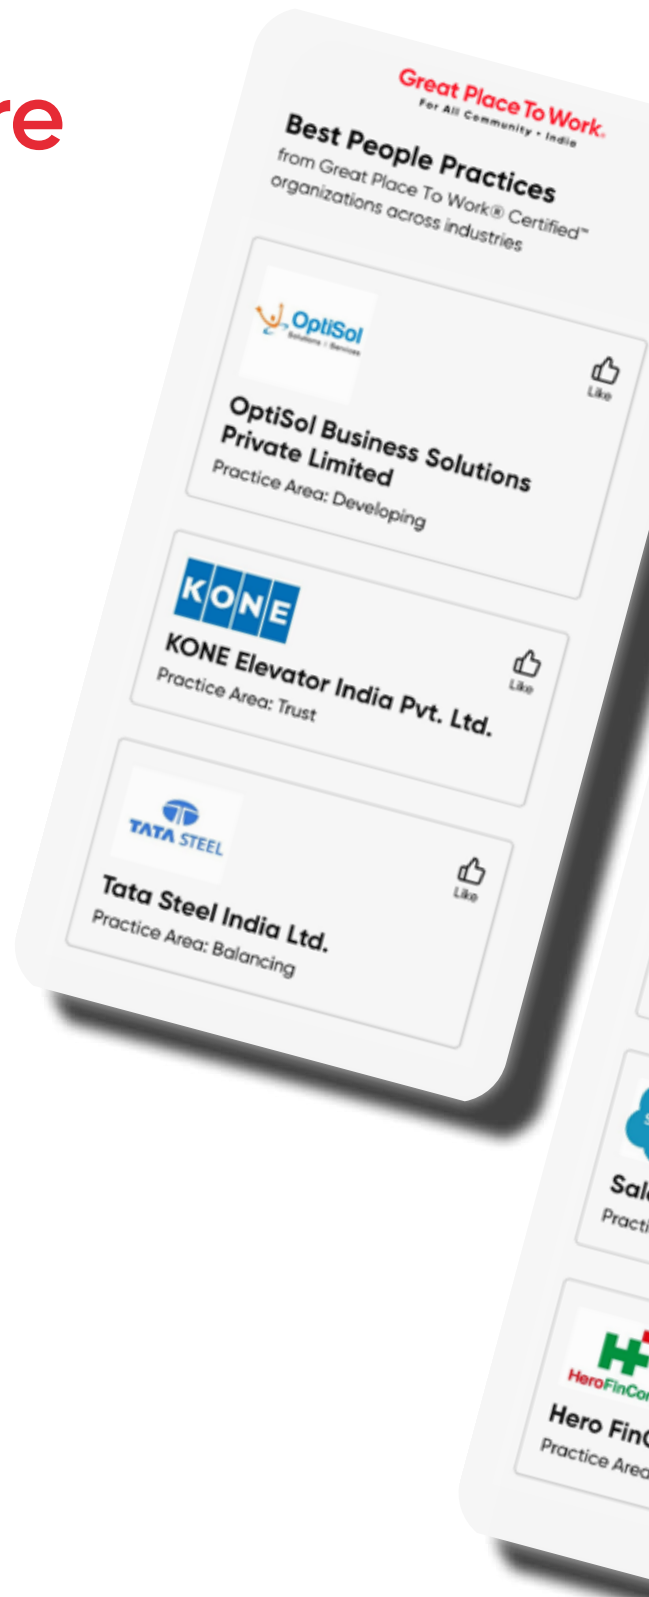 re
Great Place To Work.
For All Community • India
Best People Practices
from Great Place To Work® Certified™
organizations across industries
OptiSol
Solutions | Services
Like
OptiSol Business Solutions
Private Limited
Practice Area: Developing
KONE
Like
KONE Elevator India Pvt. Ltd.
Practice Area: Trust
TATA STEEL
Like
Tata Steel India Ltd.
Practice Area: Balancing
HeroFinCor
Hero Fin
Practice Area